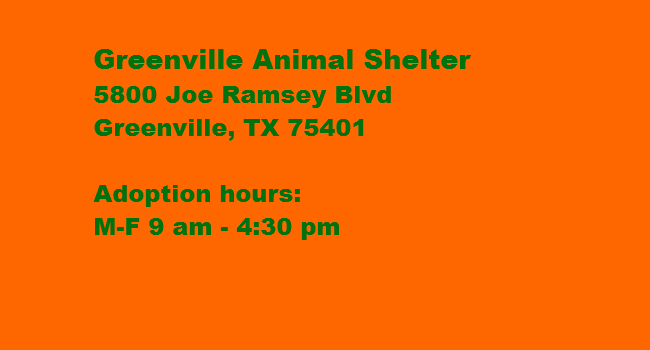 Greenville Animal Shelter
5800 Joe Ramsey Blvd
Greenville, TX 75401
Adoption hours:
M-F 9 am - 4:30 pm